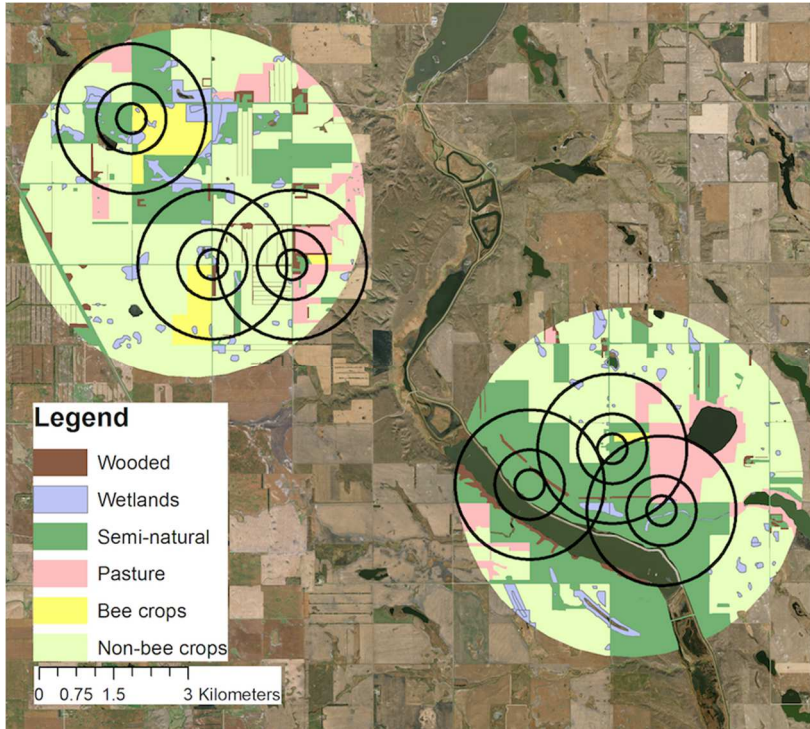 Legend
Wooded
Wetlands
Semi-natural
Pasture
Bee crops
Non-bee crops
0 0.75 1.5 3 Kilometers